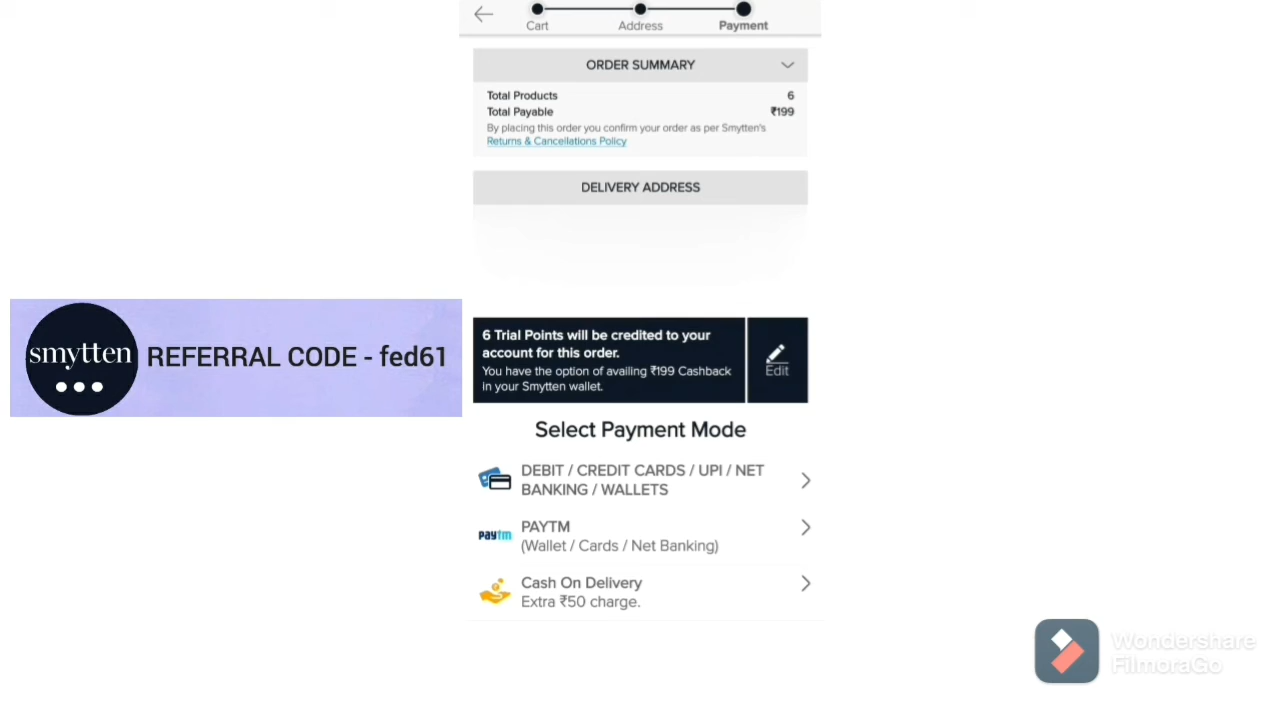 Cart Address Payment
ORDER SUMMARY
Total Products 6
Total Payable ₹199
By placing this order you confirm your order as per Smytten's
Returns & Cancellations Policy
DELIVERY ADDRESS
smytten REFERRAL CODE - fed61
6 Trial Points will be credited to your
account for this order.
You have the option of availing ₹199 Cashback
in your Smytten wallet.
Edit
Select Payment Mode
DEBIT / CREDIT CARDS / UPI / NET
BANKING / WALLETS
paytm PAYTM
(Wallet / Cards / Net Banking)
Cash On Delivery
Extra ₹50 charge.
Wondershare
FilmoraGo